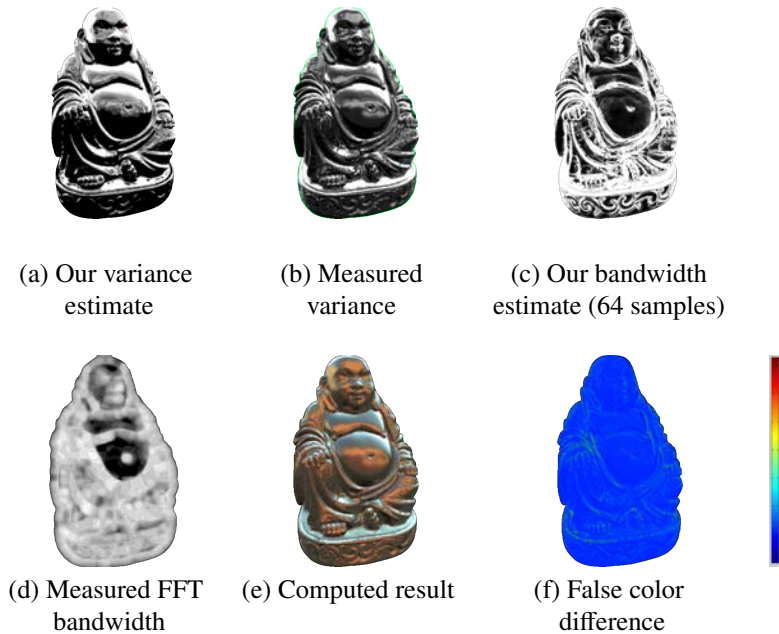 (a) Our variance
estimate
(b) Measured
variance
(c) Our bandwidth
estimate (64 samples)
(d) Measured FFT
bandwidth
(e) Computed result
(f) False color
difference